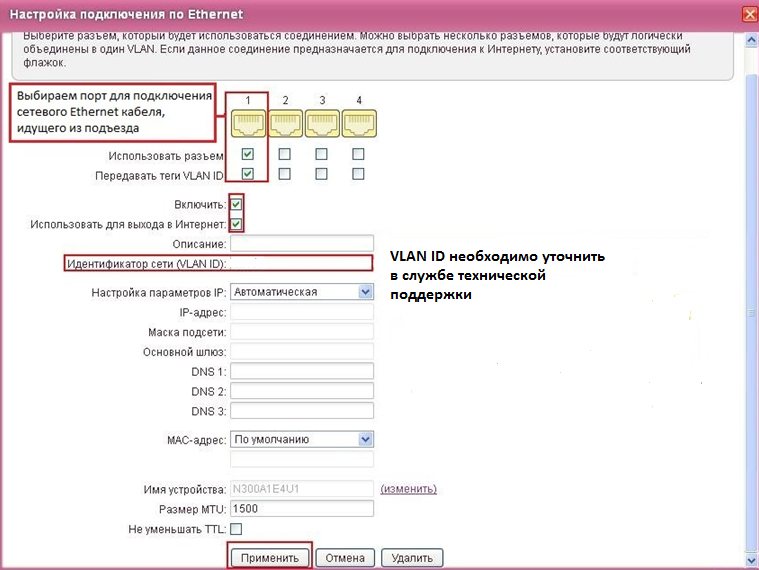 Настройка подключения по Ethernet
Выберите разъем, который будет использоваться соединением. Можно выбрать несколько разъемов, которые будут логически
объединены в один VLAN. Если данное соединение предназначается для подключения к Интернету, установите соответствующий
флажок.
Выбираем порт для подключения
сетевого Ethernet кабеля,
идущего из подъезда
1 2 3 4
Использовать разъем
Передавать теги VLAN ID
Включить:
Использовать для выхода в Интернет:
Описание:
Идентификатор сети (VLAN ID):
VLAN ID необходимо уточнить
в службе технической
поддержки
Настройка параметров IP: Автоматическая
IP-адрес:
Маска подсети:
Основной шлюз:
DNS 1:
DNS 2:
DNS 3:
MAC-адрес: По умолчанию
Имя устройства: N300A1E4U1 (изменить)
Размер MTU: 1500
Не уменьшать TTL:
Применить Отмена Удалить